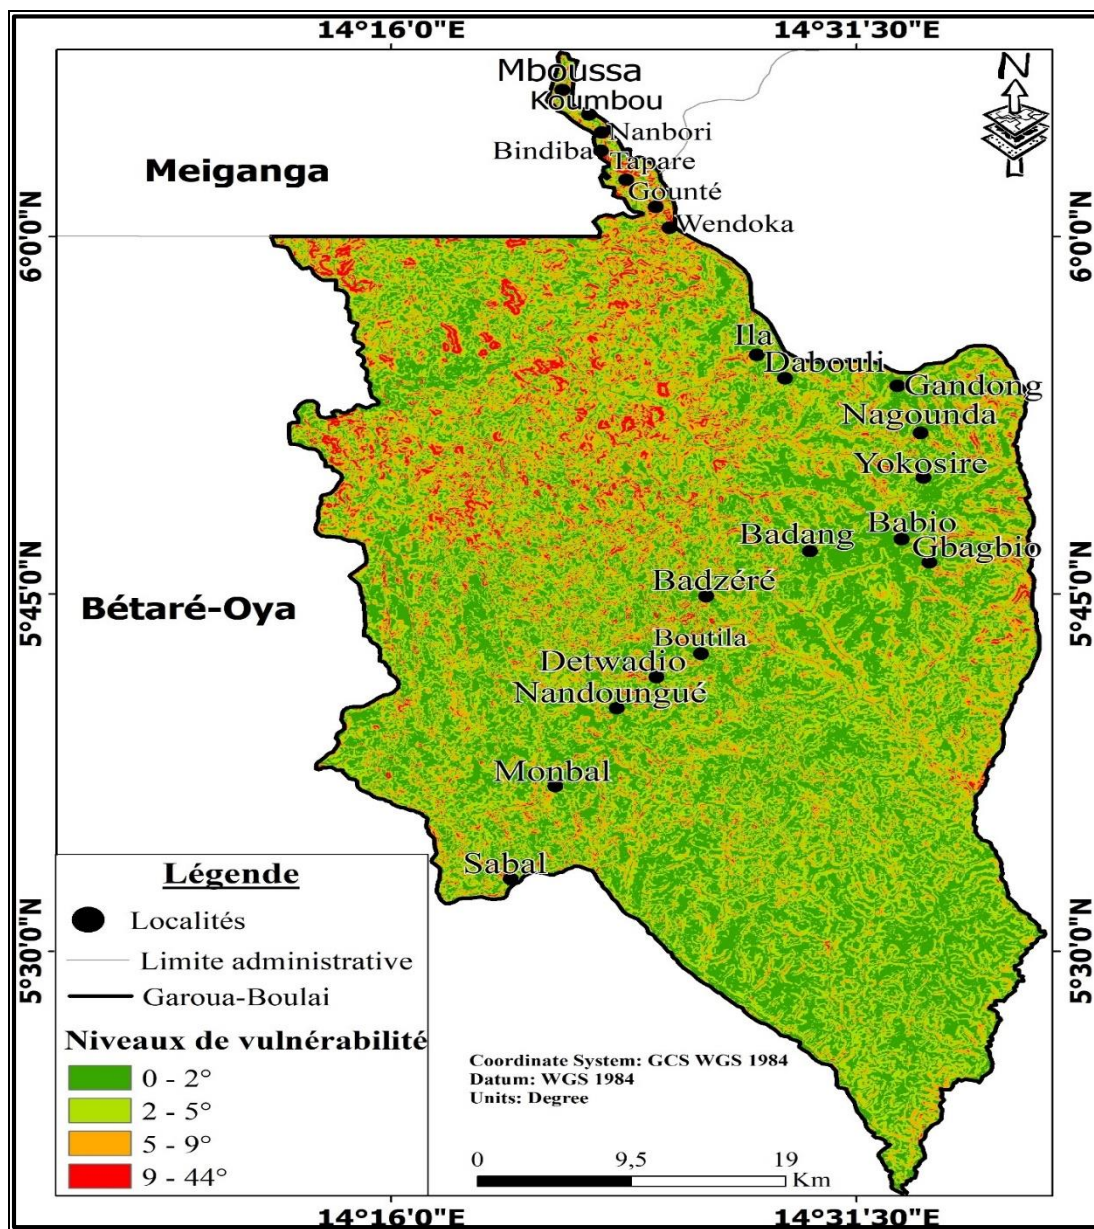 14°16'0"E
14°31'30"E
N
Mboussa
Koumbou
Nanbori
Bindiba
Tapare
Meiganga
Gounté
Wendoka
6°0'0"N
6°0'0"N
Ila
Dabouli
Gandong
Nagounda
Yokosire
Babio
Badang
Gbagbio
Badzéré
5°45'0"N
5°45'0"N
Bétaré-Oya
Boutila
Detwadio
Nandoungué
Monbal
Sabal
Légende
Localités
Limite administrative
Garoua-Boulai
5°30'0"N
5°30'0"N
Niveaux de vulnérabilité
0 - 2°
2 - 5°
5 - 9°
9 - 44°
Coordinate System: GCS WGS 1984
Datum: WGS 1984
Units: Degree
0 9,5 19
Km
14°16'0"E
14°31'30"E